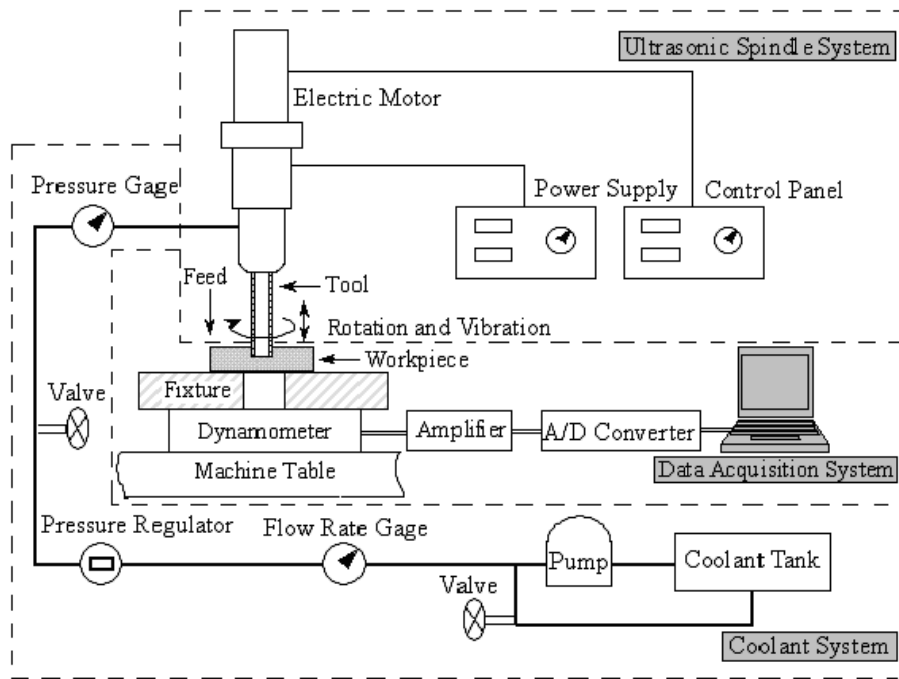 Ultrasonic Spindle System
Electric Motor
Pressure Gage
Power Supply
Control Panel
Feed
Tool
Rotation and Vibration
Workpiece
Valve
Fixture
Dynamometer
Amplifier
A/D Converter
Machine Table
Data Acquisition System
Pressure Regulator
Flow Rate Gage
Pump
Coolant Tank
Valve
Coolant System